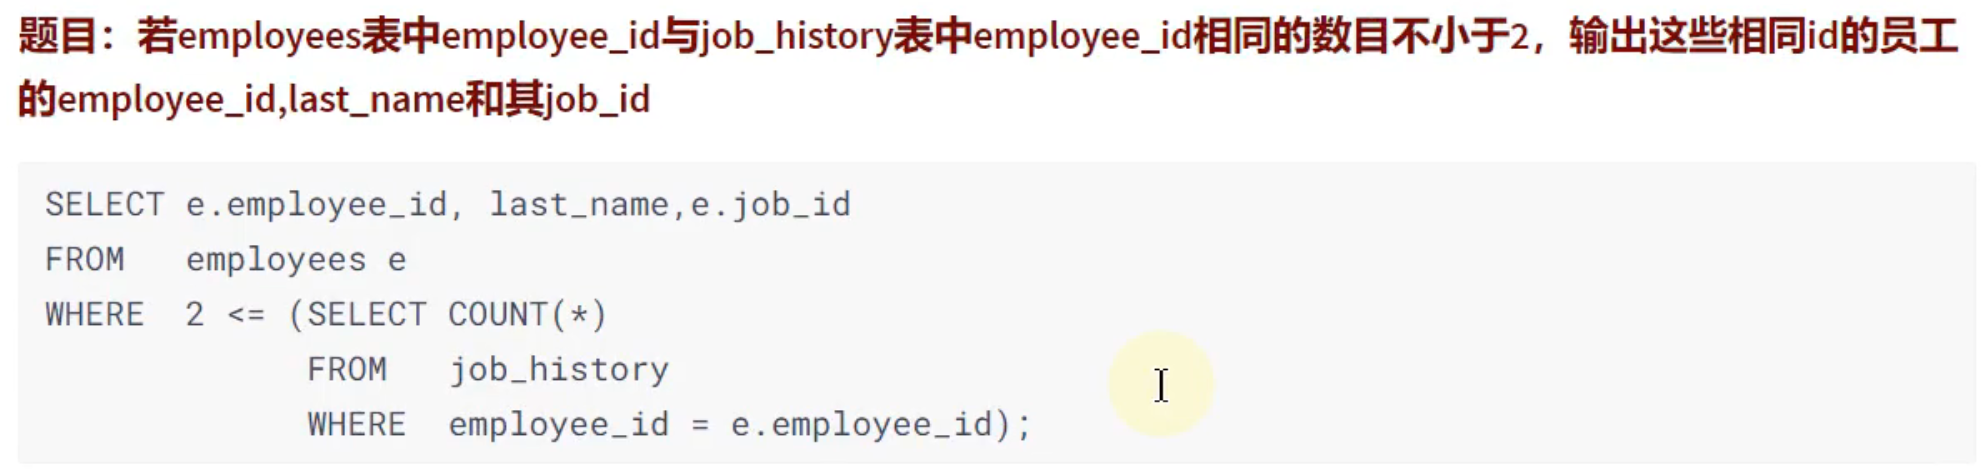 题目：若employees表中employee_id与job_history表中employee_id相同的数目不小于2，输出这些相同id的员工
的employee_id,last_name和其job_id
SELECT e.employee_id, last_name,e.job_id
FROM   employees e
WHERE  2 <= (SELECT COUNT(*)
             FROM   job_history
             WHERE  employee_id = e.employee_id);